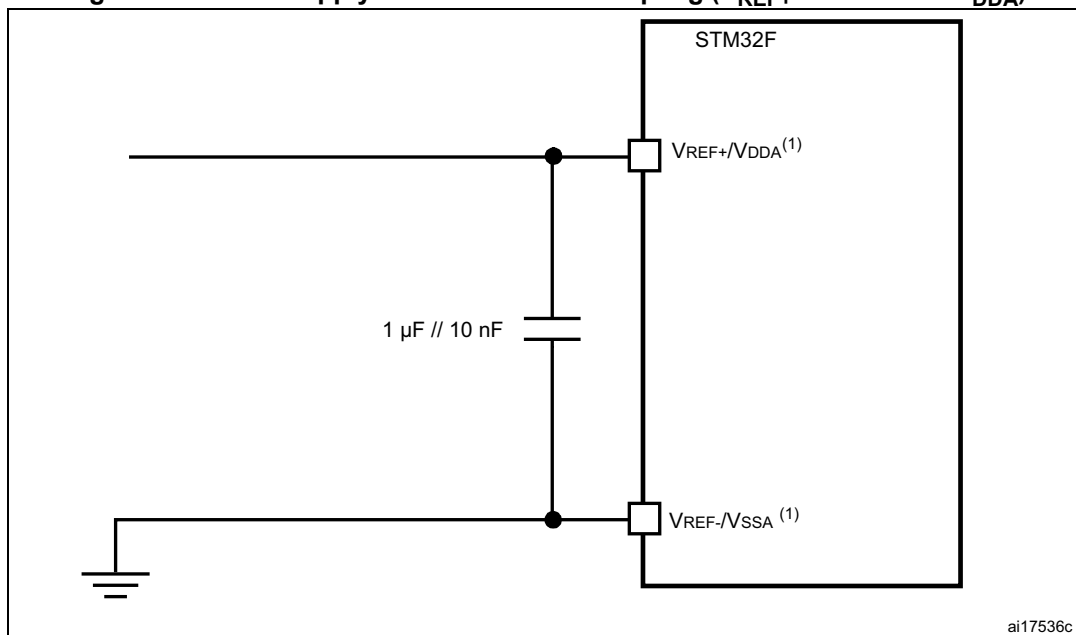 STM32F
VREF+/VDDA(1)
1 µF // 10 nF
VREF-/VSSA (1)
ai17536c